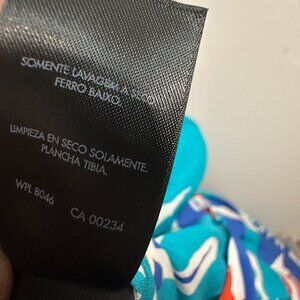 SOMENTE LAVAGEM A SECO
FERRO BAIXO.
LIMPIEZA EN SECO SOLAMENTE.
PLANCHA TIBIA.
WPL 8046 CA 00234